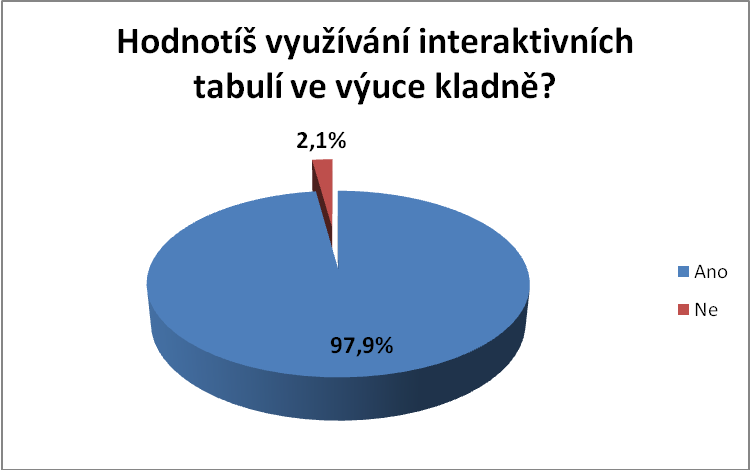 Hodnotíš využívání interaktivních
tabulí ve výuce kladně?
2,1%
97,9%
Ano
Ne